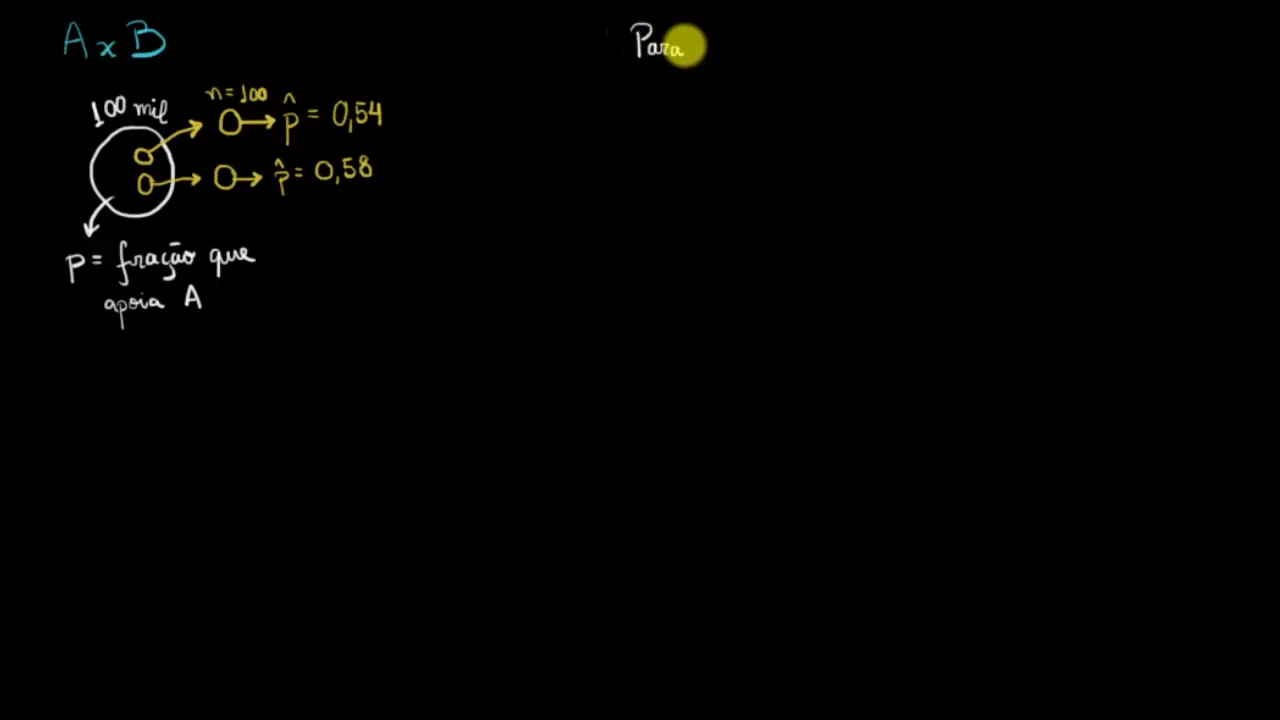 A x B
Para
100 mil
n = 100
p̂ = 0,54
p̂ = 0,58
p = fração que
apoia A